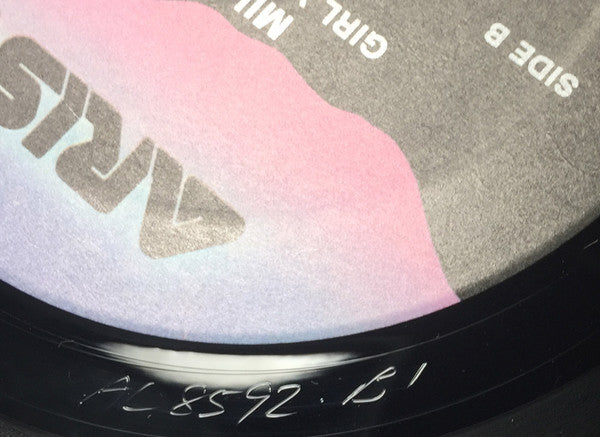 SIDE B
GIRL
ARIS
AL 8592 · B1